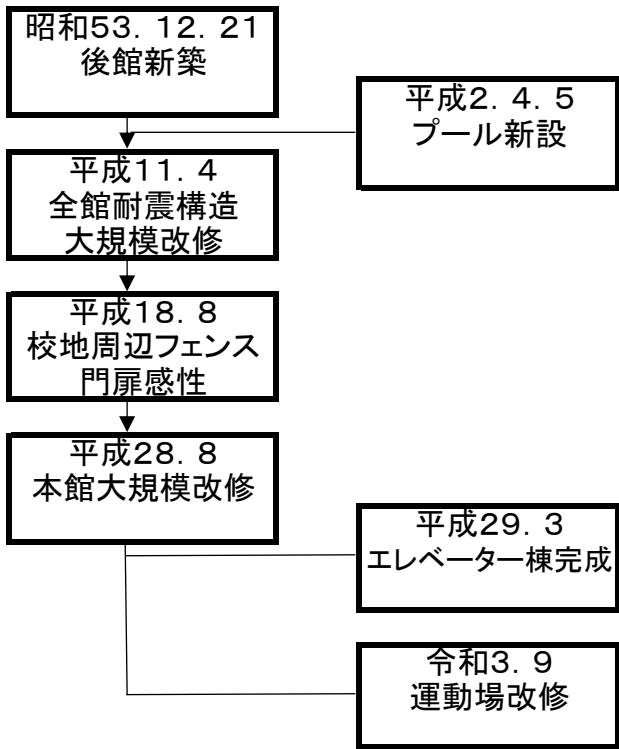 昭和53．12．21
後館新築
平成2．4．5
プール新設
平成11．4
全館耐震構造
大規模改修
平成18．8
校地周辺フェンス
門扉感性
平成28．8
本館大規模改修
平成29．3
エレベーター棟完成
令和3．9
運動場改修